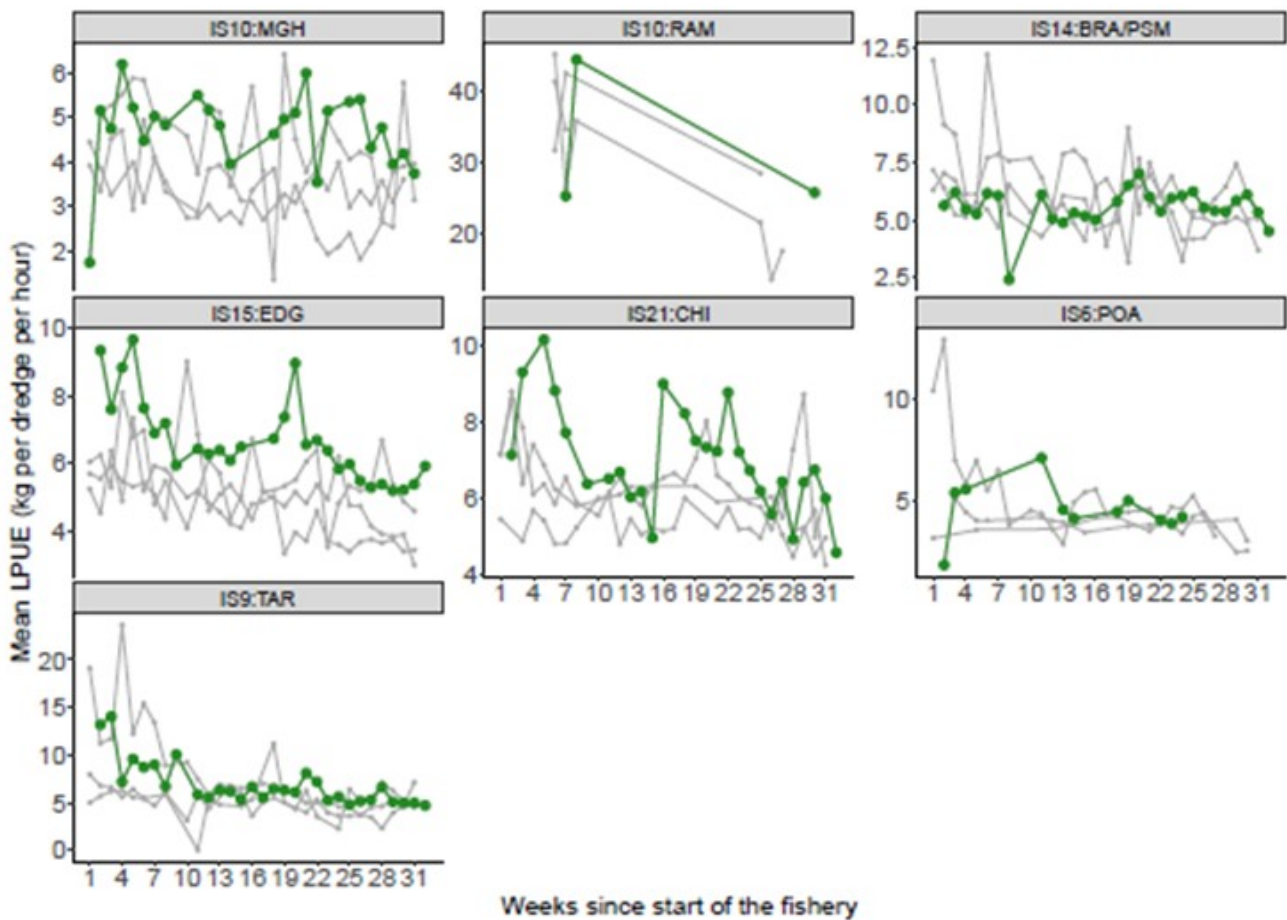 IS10:MGH
IS10:RAM
IS14:BRA/PSM
6
5
4
3
2
40
30
20
12.5
10.0
7.5
5.0
2.5
Mean LPUE (kg per dredge per hour)
IS15:EDG
IS21:CHI
IS6:POA
10
8
6
4
10
8
6
4
10
5
1 4 7 10 13 16 19 22 25 28 31
1 4 7 10 13 16 19 22 25 28 31
IS9:TAR
20
15
10
5
0
1 4 7 10 13 16 19 22 25 28 31
Weeks since start of the fishery